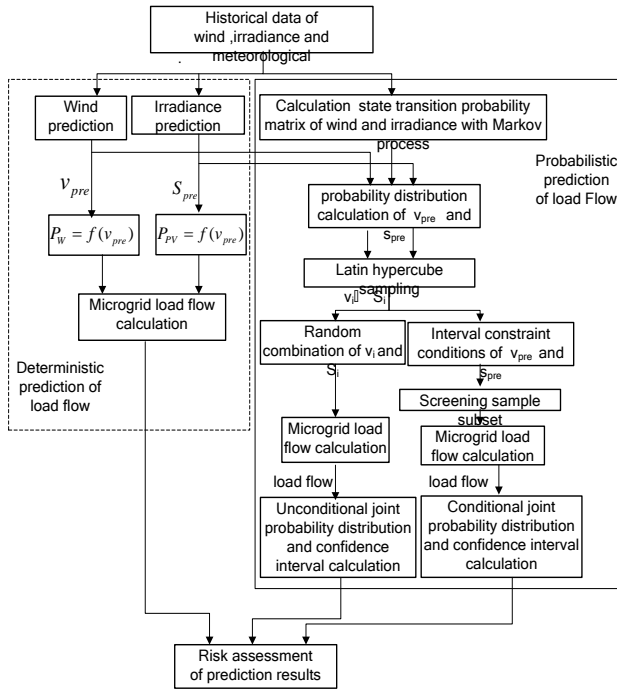 Historical data of
wind ,irradiance and
meteorological
Wind
prediction
Irradiance
prediction
Calculation state transition probability
matrix of wind and irradiance with Markov
process
Probabilistic
prediction
of load Flow
v_pre
S_pre
probability distribution
calculation of v_pre and
s_pre
P_W = f(v_pre)
P_PV = f(v_pre)
Latin hypercube
sampling
v_i▯ S_i
Microgrid load flow
calculation
Random
combination of v_i and
S_i
Interval constraint
conditions of v_pre and
s_pre
Deterministic
prediction of
load flow
Screening sample
subset
Microgrid load
flow calculation
Microgrid load
flow calculation
load flow
load flow
Unconditional joint
probability distribution
and confidence
interval calculation
Conditional joint
probability distribution
and confidence interval
calculation
Risk assessment
of prediction results